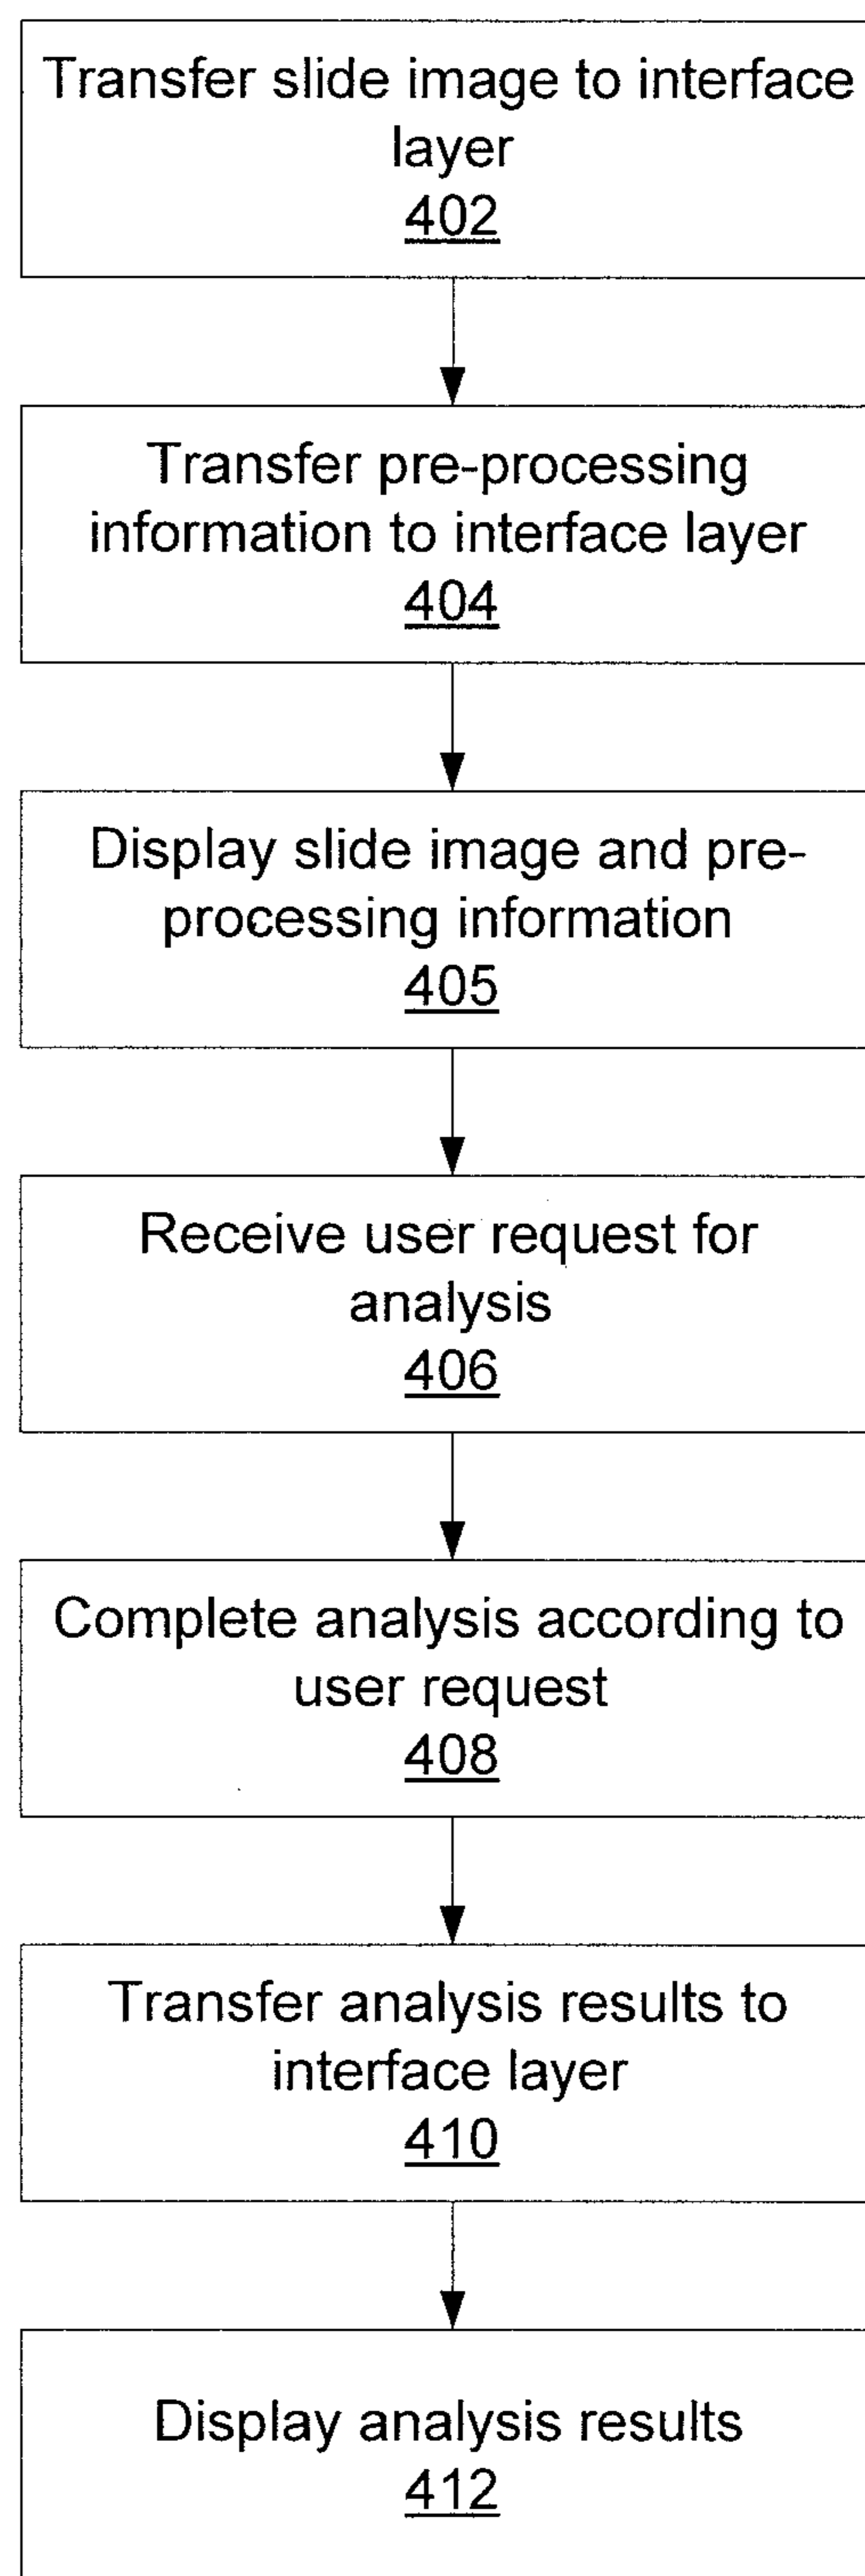 Transfer slide image to interface
layer
402
Transfer pre-processing
information to interface layer
404
Display slide image and pre-
processing information
405
Receive user request for
analysis
406
Complete analysis according to
user request
408
Transfer analysis results to
interface layer
410
Display analysis results
412